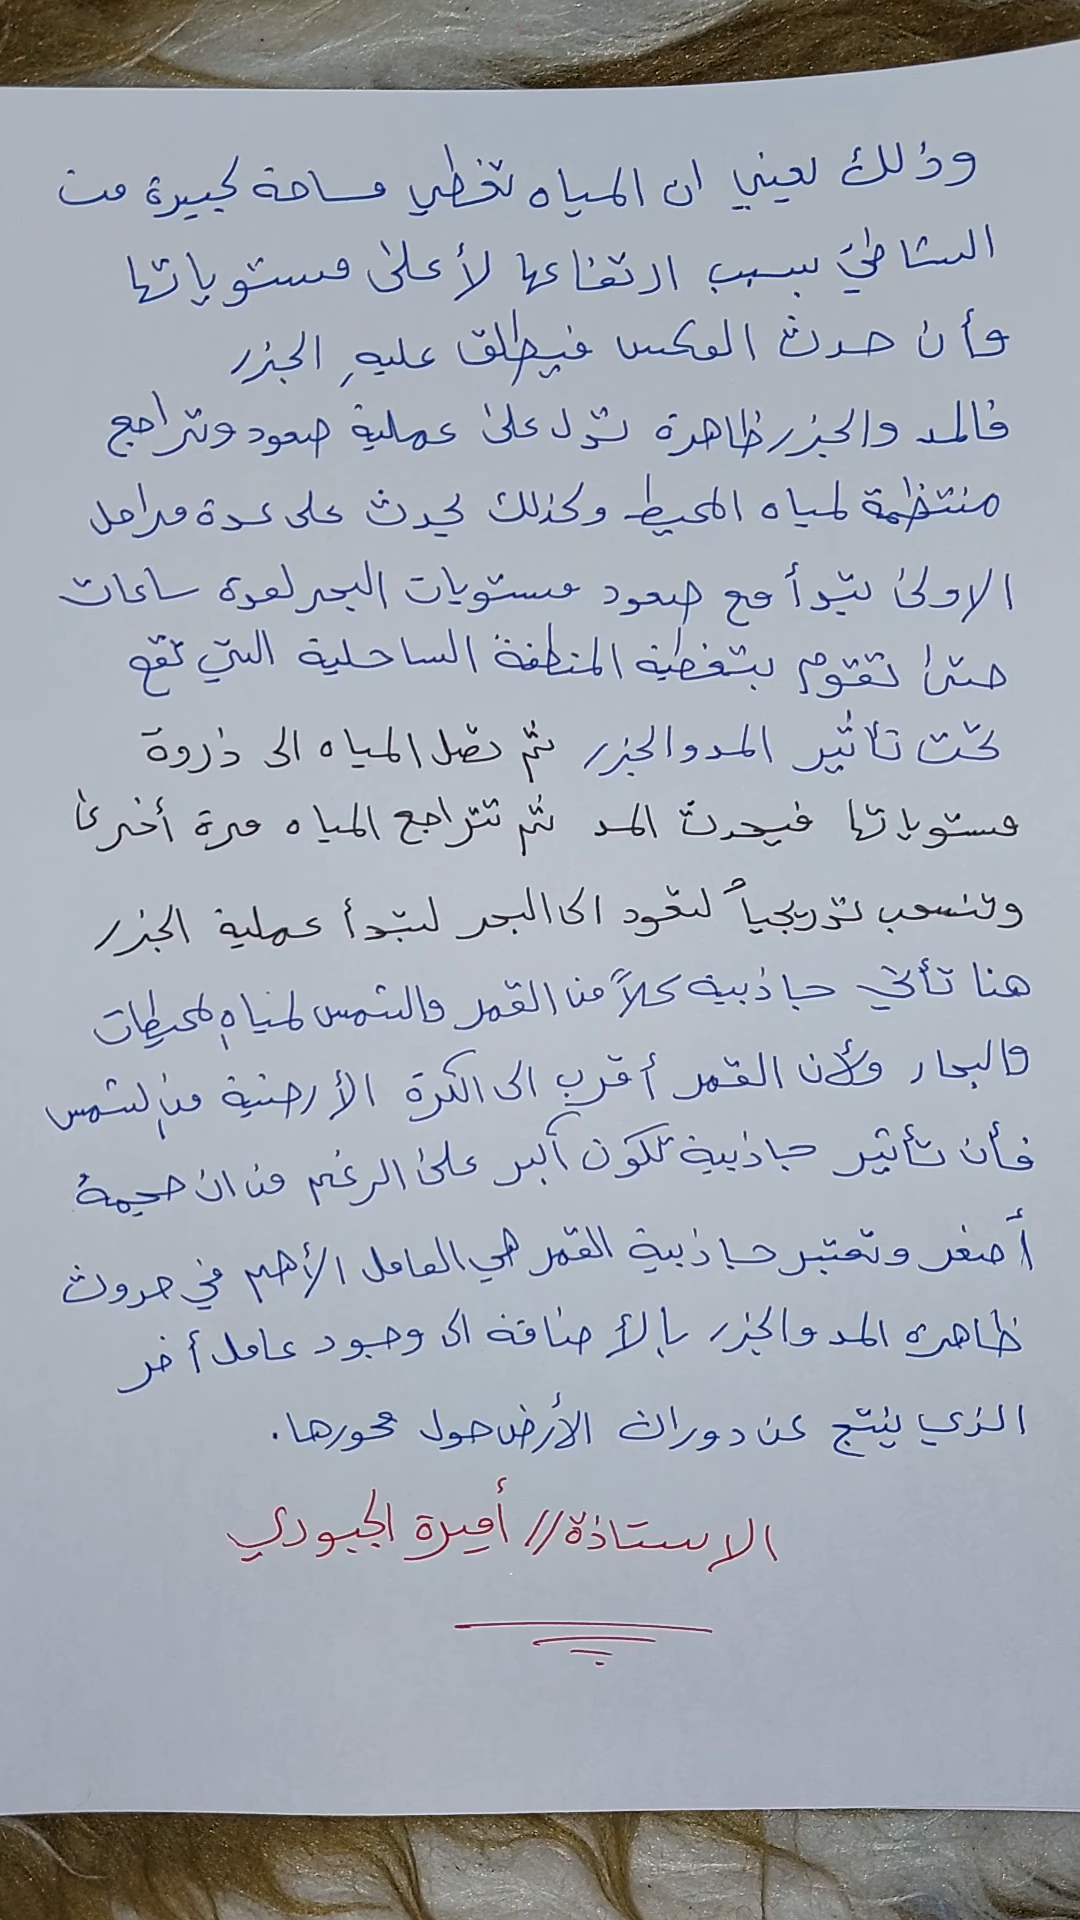 وذلك يعني ان المياه تغطي مساحة كبيرة من
الشاطئ بسبب ارتفاعها لأعلى مستوياتها
وأن حدث العكس فيطلق عليهِ الجزر
فالمد والجزر ظاهرة تدل على عملية صعود وتراجع
منتظمة لمياه المحيط وكذلك يحدث على عدة مراحل
الاولى تبدأ مع صعود مستويات البحر لعدة ساعات
حتى تقوم بتغطية المنطقة الساحلية التي تقع
تحت تأثير المد والجزر ثم تصل المياه الى ذروة
مستوياتها فيحدث المد ثم تتراجع المياه مرة أخرى
وتنسحب تدريجياً لتعود الى البحر لتبدأ عملية الجزر
هنا تأتي جاذبية كلاً من القمر والشمس لمياه المحيطات
والبحار ولأن القمر أقرب الى الكرة الأرضية من الشمس
فأن تأثير جاذبية تكون أكبر على الرغم من ان حجمة
أصغر وتعتبر جاذبية القمر هي العامل الأهم في حدوث
ظاهره المد والجزر بالأضافة الى وجود عامل أخر
الذي ينتج عن دوران الأرض حول محورها.
الاستاذة // أميرة الجبوري